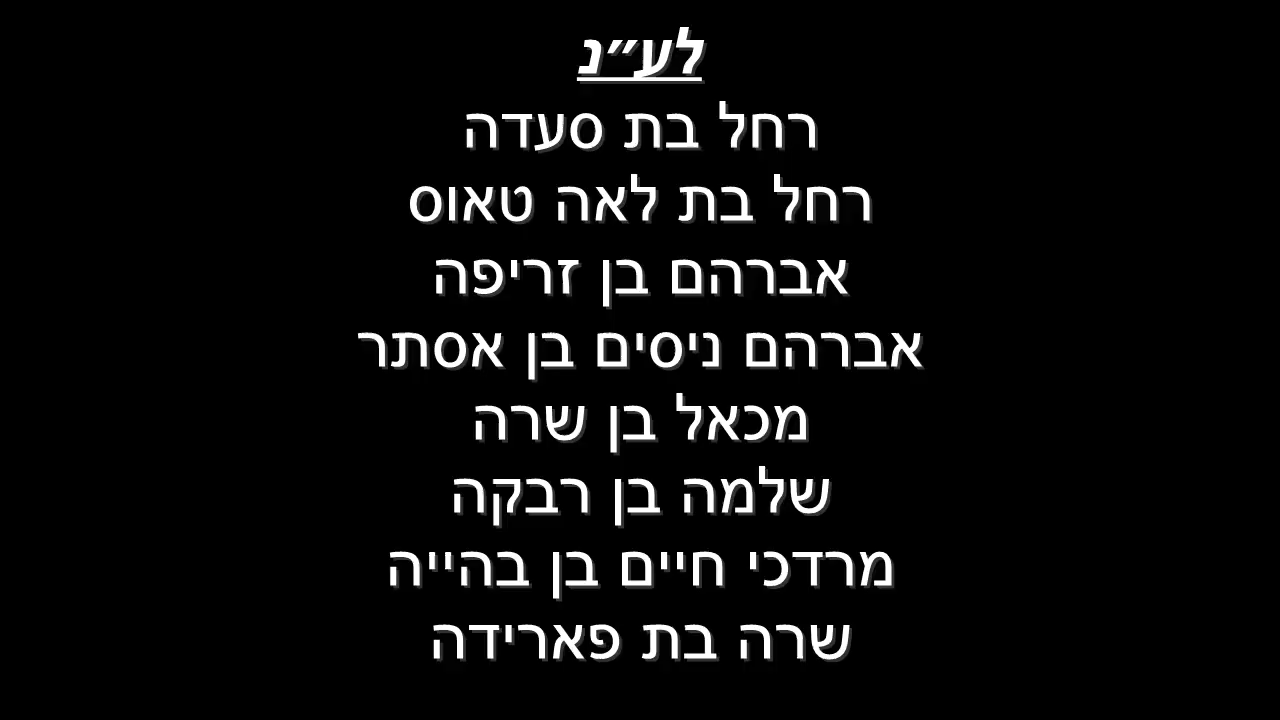 לע״נ
רחל בת סעדה
רחל בת לאה טאוס
אברהם בן זריפה
אברהם ניסים בן אסתר
מכאל בן שרה
שלמה בן רבקה
מרדכי חיים בן בהייה
שרה בת פארידה